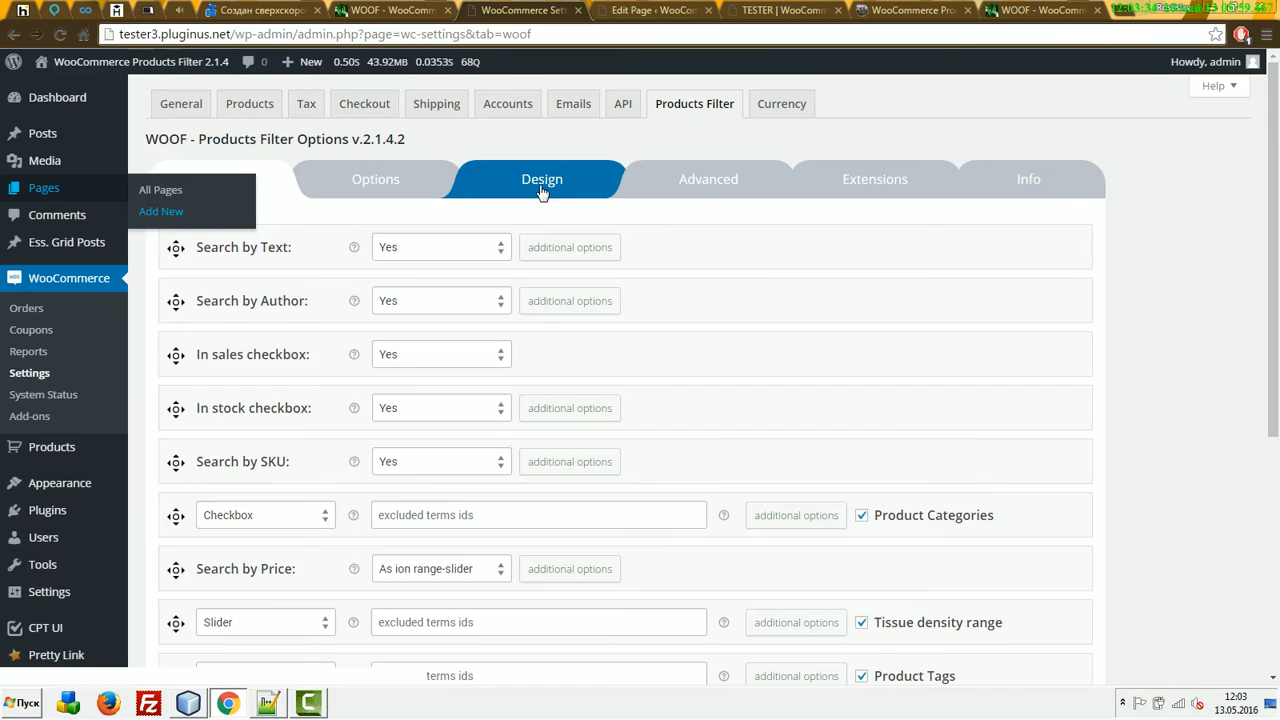 Создан сверхскоро
WOOF - WooComm
WooCommerce Sett
Edit Page ‹ WooCom
TESTER | WooComm
WooCommerce Pro
WOOF - WooComm
tester3.pluginus.net/wp-admin/admin.php?page=wc-settings&tab=woof
WooCommerce Products Filter 2.1.4
0
New
0.50s
43.92MB
0.0353s
68Q
Howdy, admin
Dashboard
Posts
Media
Pages
All Pages
Add New
Comments
Ess. Grid Posts
WooCommerce
Orders
Coupons
Reports
Settings
System Status
Add-ons
Products
Appearance
Plugins
Users
Tools
Settings
CPT UI
Pretty Link
Help
General
Products
Tax
Checkout
Shipping
Accounts
Emails
API
Products Filter
Currency
WOOF - Products Filter Options v.2.1.4.2
Options
Design
Advanced
Extensions
Info
Search by Text:
Yes
additional options
Search by Author:
Yes
additional options
In sales checkbox:
Yes
In stock checkbox:
Yes
additional options
Search by SKU:
Yes
additional options
Checkbox
excluded terms ids
additional options
Product Categories
Search by Price:
As ion range-slider
additional options
Slider
excluded terms ids
additional options
Tissue density range
terms ids
additional options
Product Tags
Пуск
12:03
13.05.2016